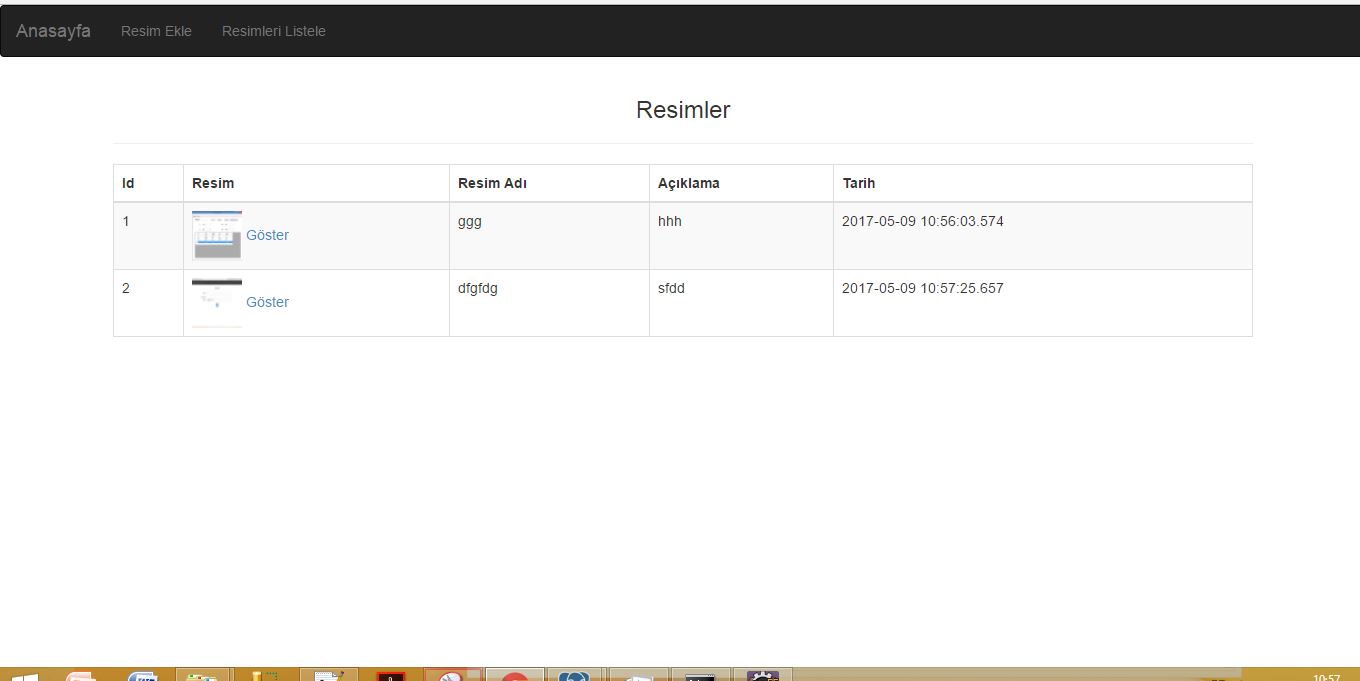 Anasayfa Resim Ekle Resimleri Listele
Resimler
Id Resim Resim Adı Açıklama Tarih
1 Göster ggg hhh 2017-05-09 10:56:03.574
2 Göster dfgfdg sfdd 2017-05-09 10:57:25.657
10:57